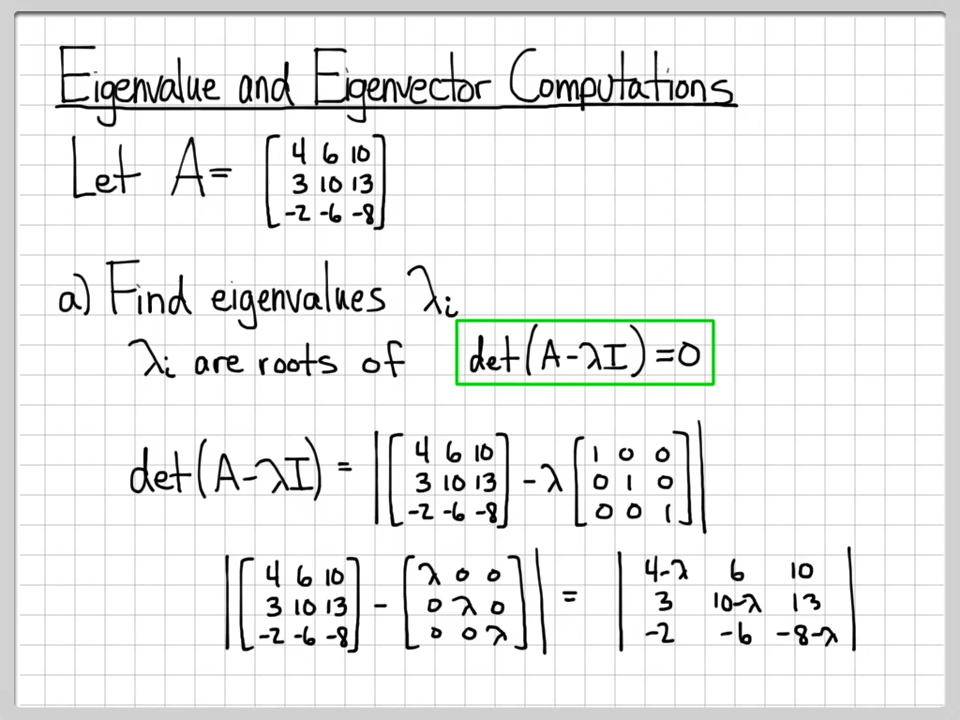 Eigenvalue and Eigenvector Computations
Let A = [4 6 10
3 10 13
-2 -6 -8]
a) Find eigenvalues λi
λi are roots of det(A-λI)=0
det(A-λI) = |[4 6 10
3 10 13
-2 -6 -8] - λ [1 0 0
0 1 0
0 0 1]|
|[4 6 10
3 10 13
-2 -6 -8] - [λ 0 0
0 λ 0
0 0 λ]| = |4-λ 6 10
3 10-λ 13
-2 -6 -8-λ|